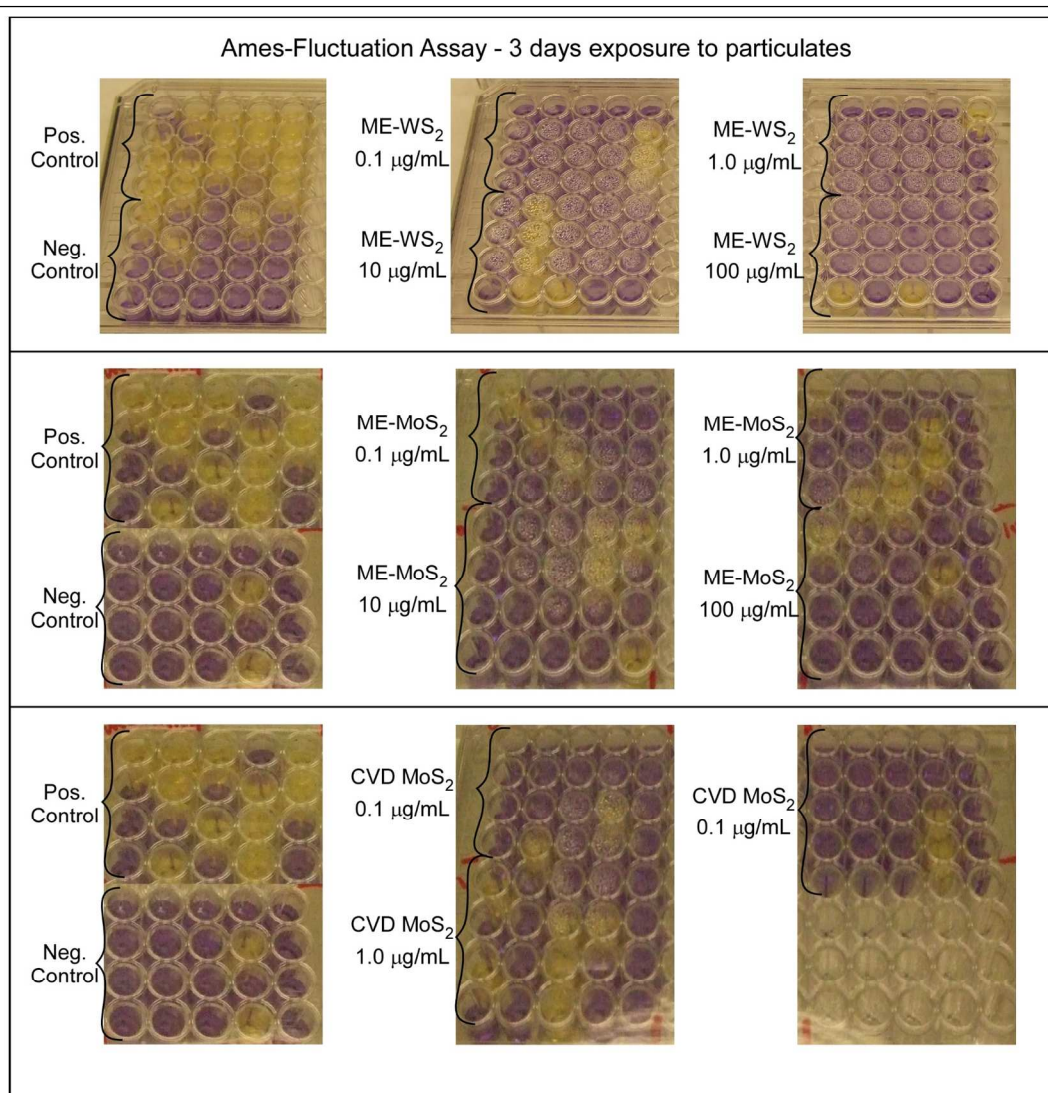 Ames-Fluctuation Assay - 3 days exposure to particulates
Pos.
Control
Neg.
Control
ME-WS₂
0.1 μg/mL
ME-WS₂
10 μg/mL
ME-WS₂
1.0 μg/mL
ME-WS₂
100 μg/mL
Pos.
Control
Neg.
Control
ME-MoS₂
0.1 μg/mL
ME-MoS₂
10 μg/mL
ME-MoS₂
1.0 μg/mL
ME-MoS₂
100 μg/mL
Pos.
Control
Neg.
Control
CVD MoS₂
0.1 μg/mL
CVD MoS₂
1.0 μg/mL
CVD MoS₂
0.1 μg/mL